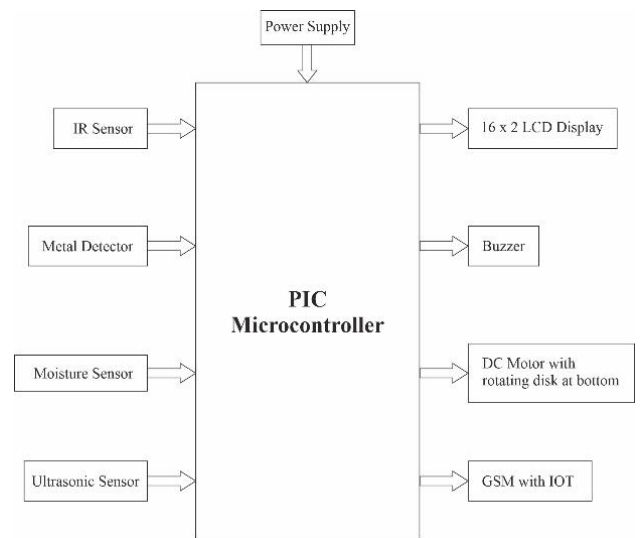 Power Supply
IR Sensor
16 x 2 LCD Display
Metal Detector
Buzzer
PIC
Microcontroller
Moisture Sensor
DC Motor with
rotating disk at bottom
Ultrasonic Sensor
GSM with IOT